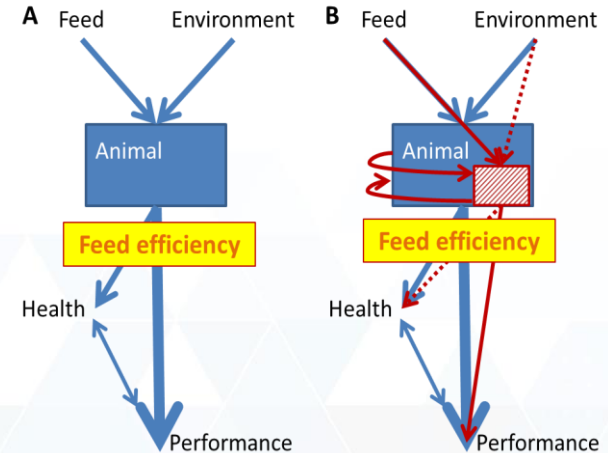 A
Feed
Environment
Animal
Feed efficiency
Health
Performance
B
Feed
Environment
Animal
Feed efficiency
Health
Performance